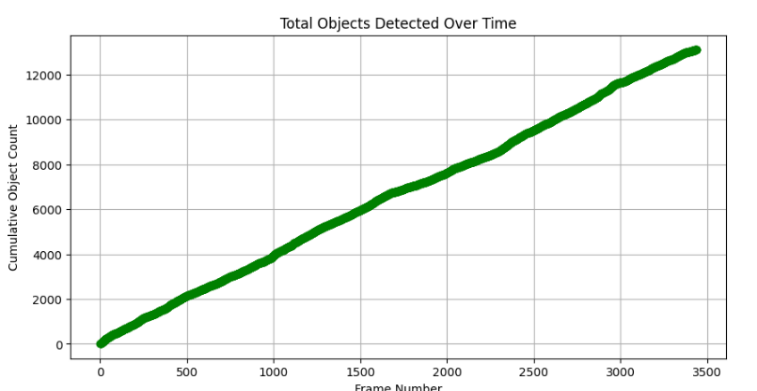 Total Objects Detected Over Time
Cumulative Object Count
12000
10000
8000
6000
4000
2000
0
0 500 1000 1500 2000 2500 3000 3500
Frame Number